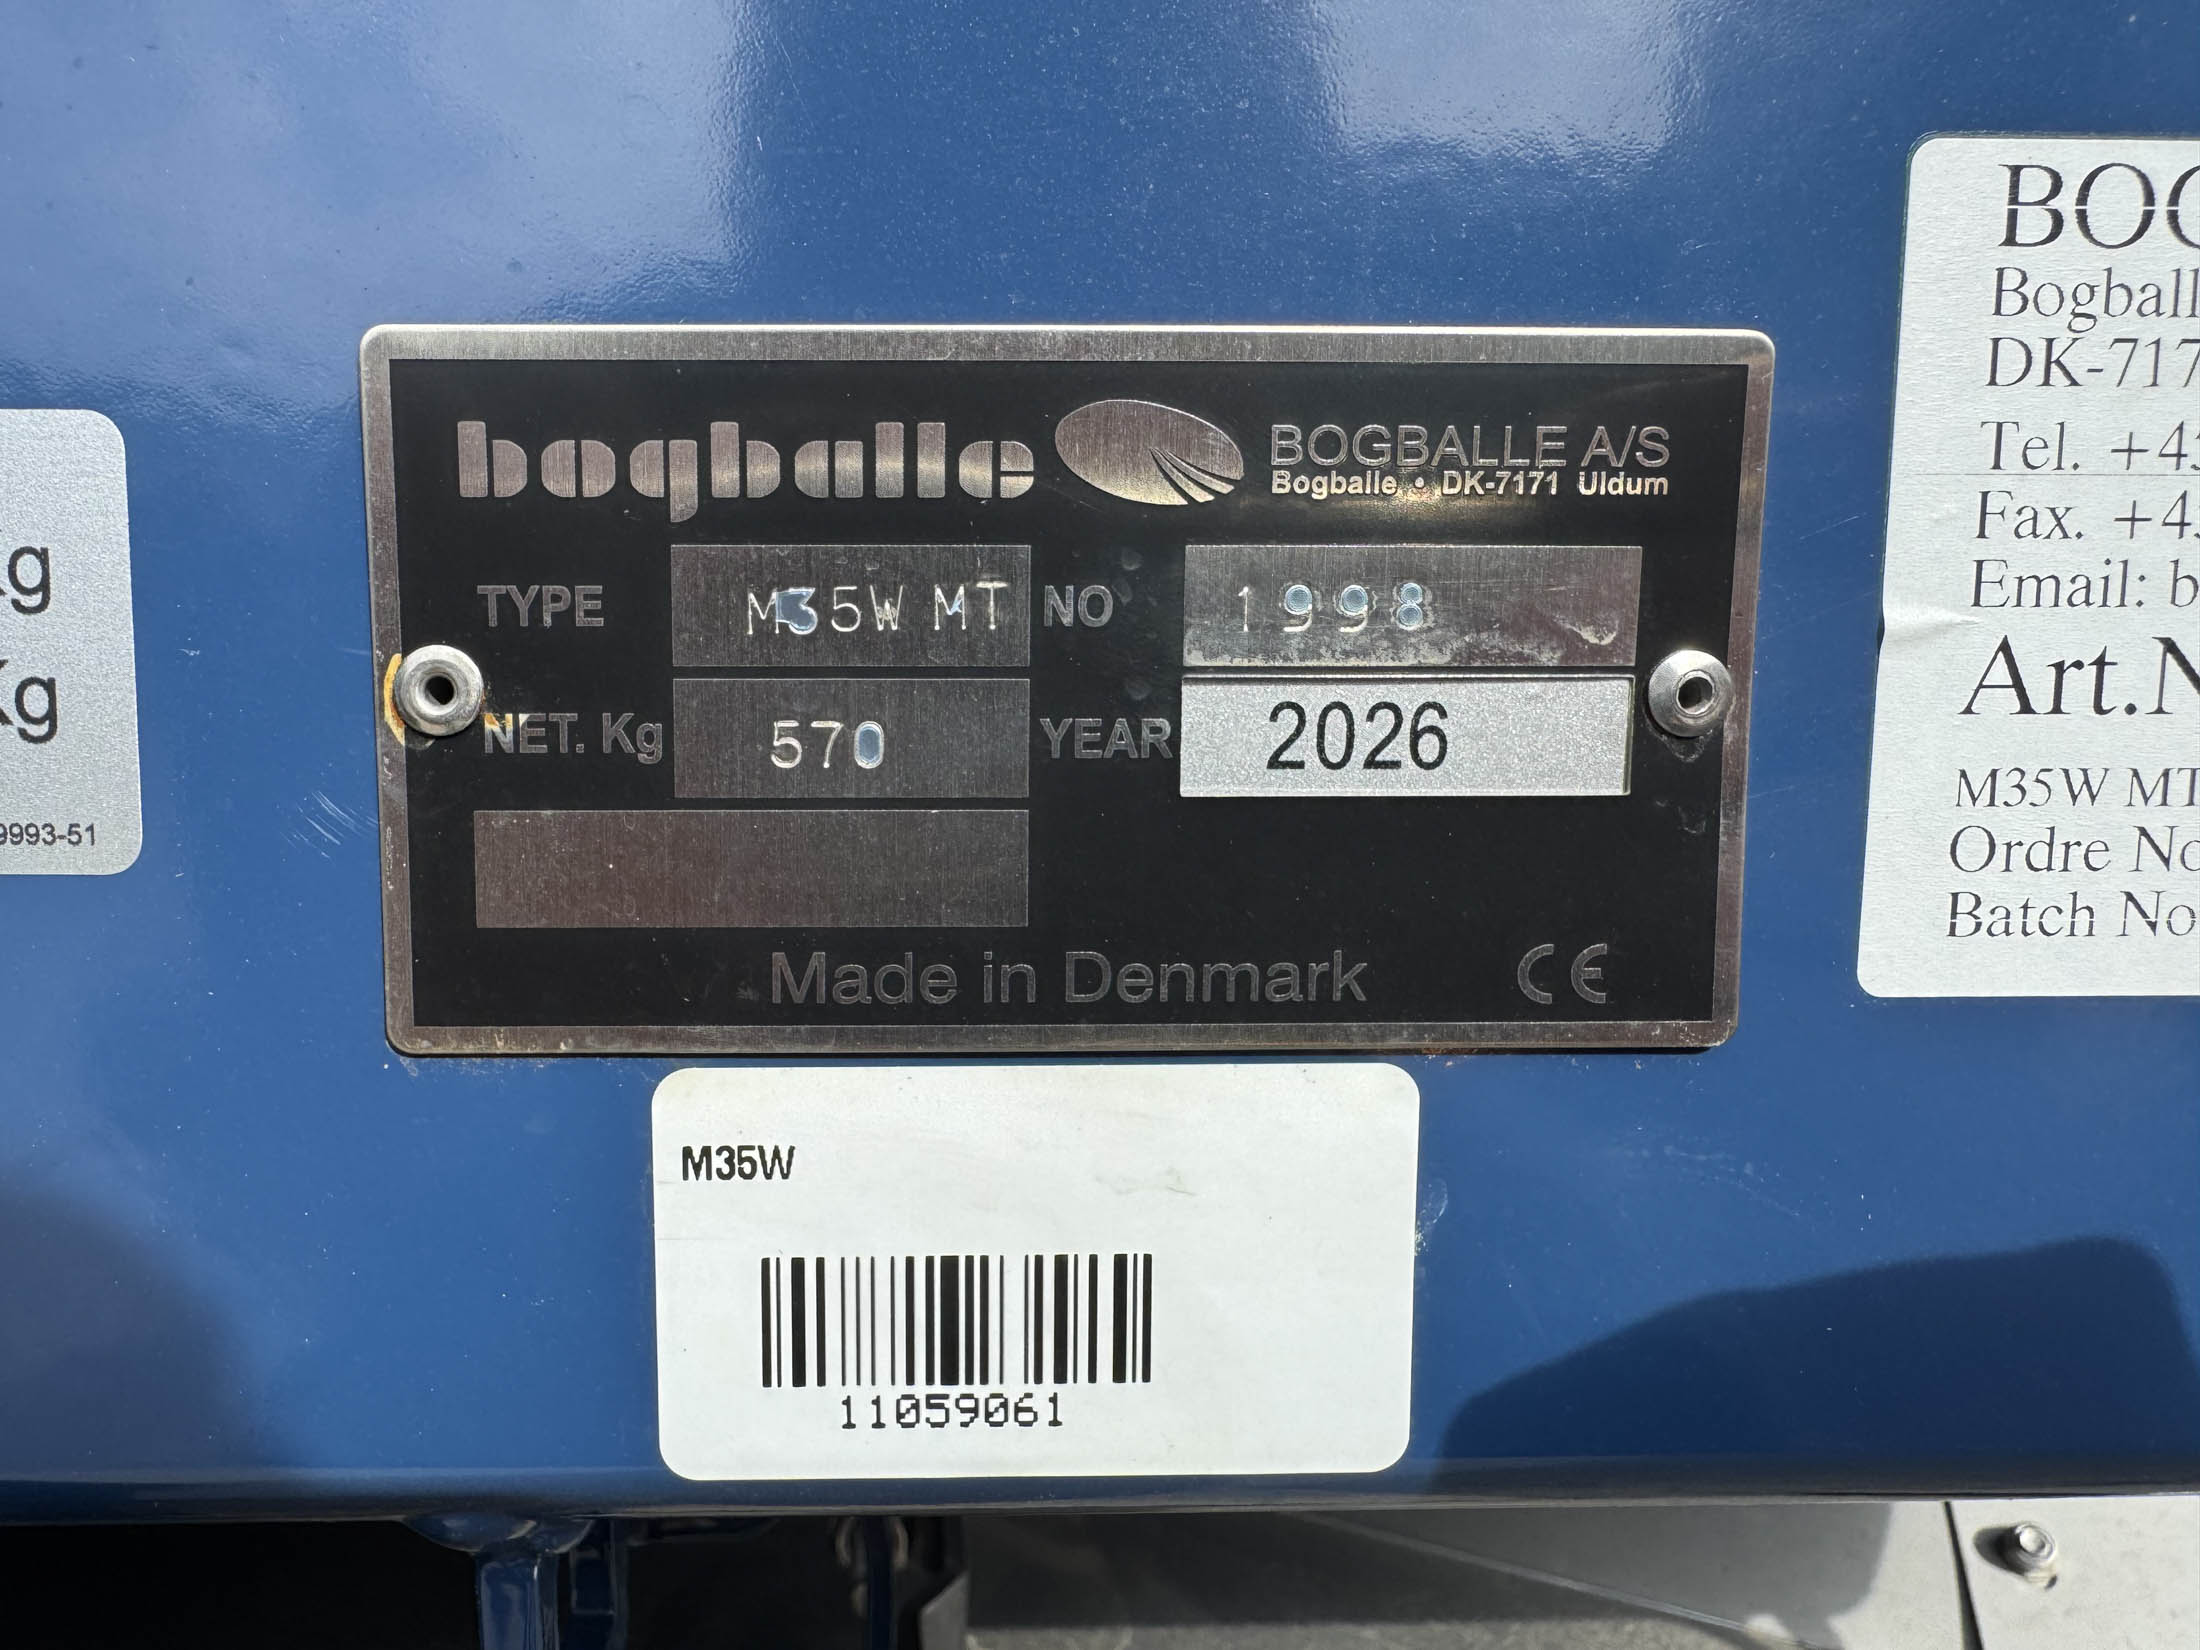 bogballe BOGBALLE A/S
Bogballe • DK-7171 Uldum
TYPE M35W MT NO 1998
NET. Kg 570 YEAR 2026
Made in Denmark CE
M35W
11059061
Kg
Kg
9993-51
BOG
Bogball
DK-717
Tel. +45
Fax. +45
Email: b
Art.N
M35W MT
Ordre No
Batch No